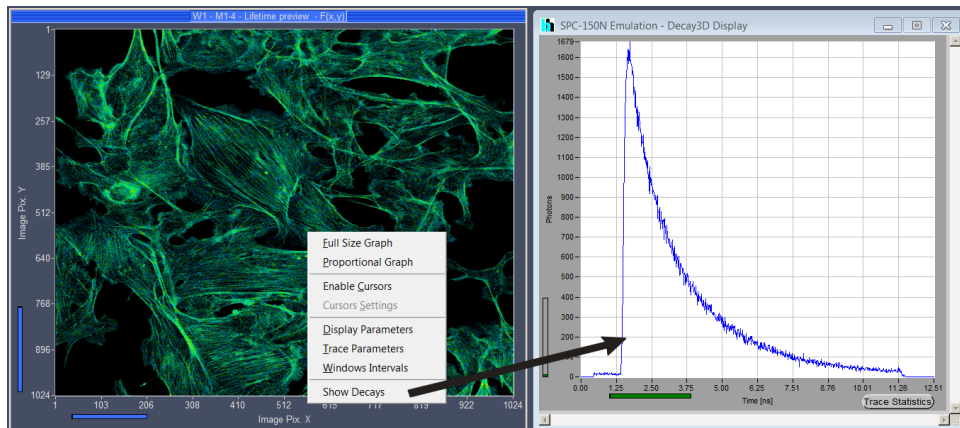 W1 - M1-4 - Lifetime preview - F(x,y)
1
129
257
385
512
640
768
896
1024
Image Pix. Y
1 103 206 308 410 512 615 717 819 922 1024
Image Pix. X
Full Size Graph
Proportional Graph
Enable Cursors
Cursors Settings
Display Parameters
Trace Parameters
Windows Intervals
Show Decays
SPC-150N Emulation - Decay3D Display
1679
1600
1500
1400
1300
1200
1100
1000
900
800
700
600
500
400
300
200
100
0
Photons
0.00 1.25 2.50 3.75 5.00 6.25 7.51 8.76 10.01 11.26 12.51
Time [ns]
Trace Statistics